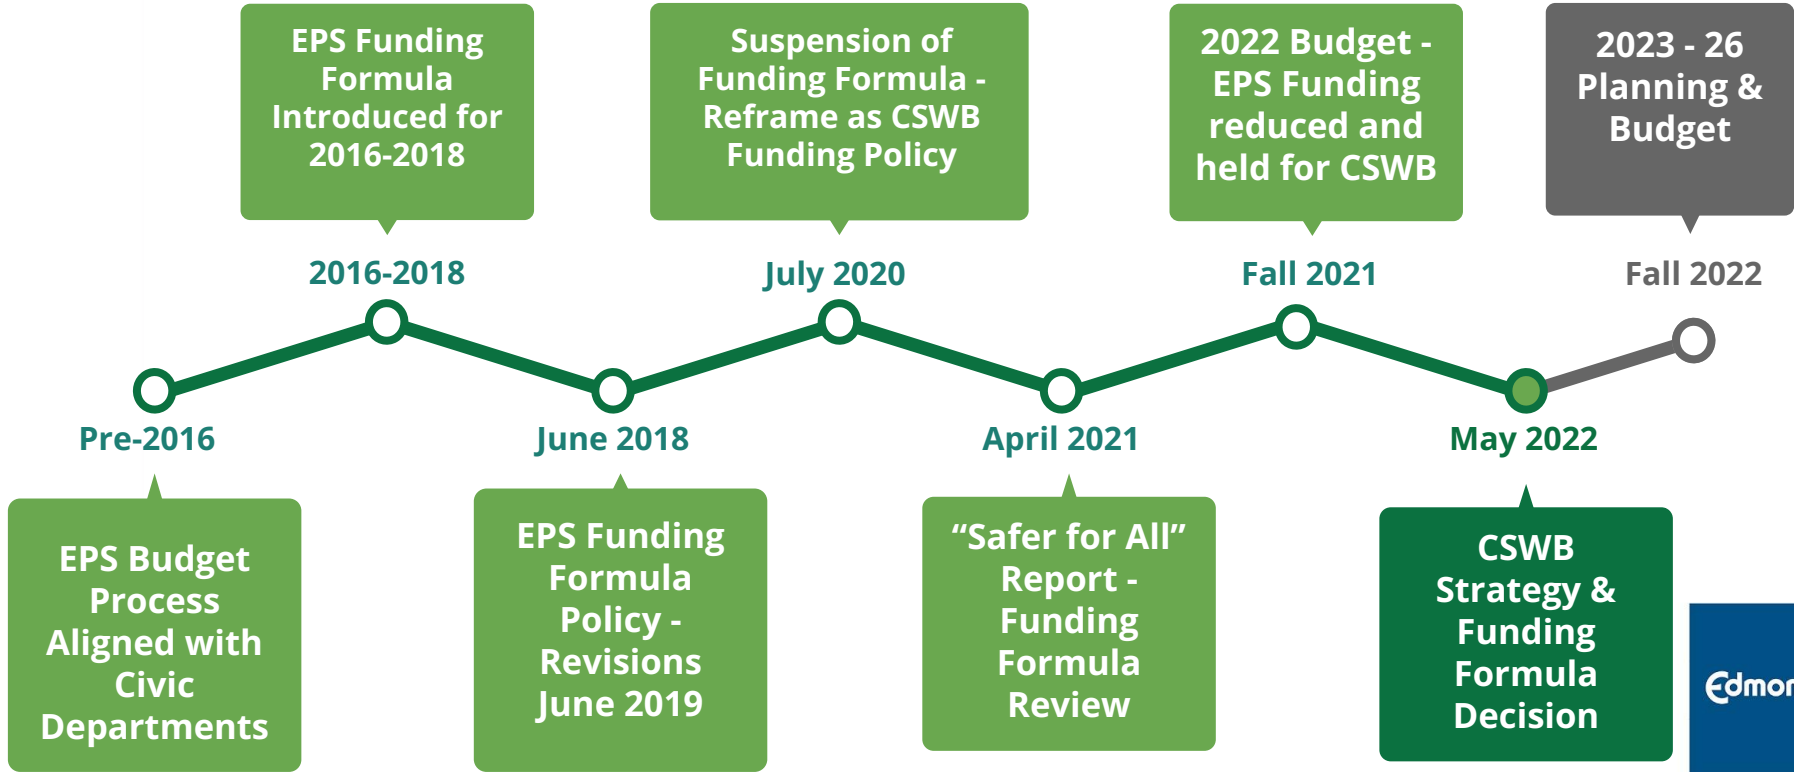 EPS Funding
Formula
Introduced for
2016-2018
Suspension of
Funding Formula -
Reframe as CSWB
Funding Policy
2022 Budget -
EPS Funding
reduced and
held for CSWB
2023 - 26
Planning &
Budget
2016-2018
July 2020
Fall 2021
Fall 2022
Pre-2016
June 2018
April 2021
May 2022
EPS Budget
Process
Aligned with
Civic
Departments
EPS Funding
Formula
Policy -
Revisions
June 2019
“Safer for All”
Report -
Funding
Formula
Review
CSWB
Strategy &
Funding
Formula
Decision